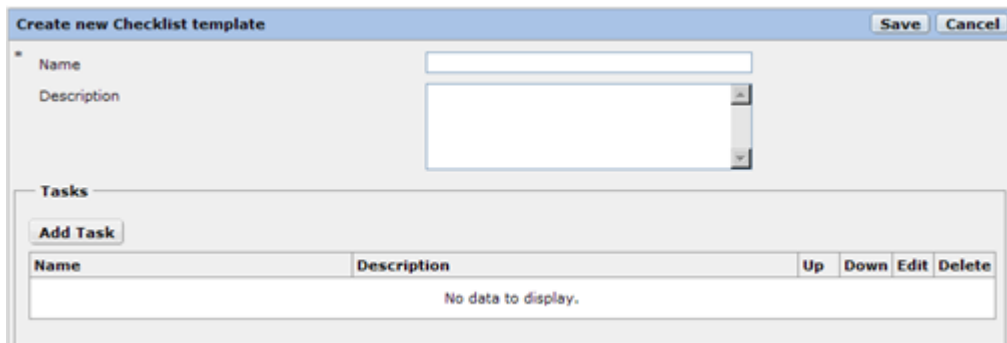 Create new Checklist template Save Cancel
* Name
Description
Tasks
Add Task
Name Description Up Down Edit Delete
No data to display.